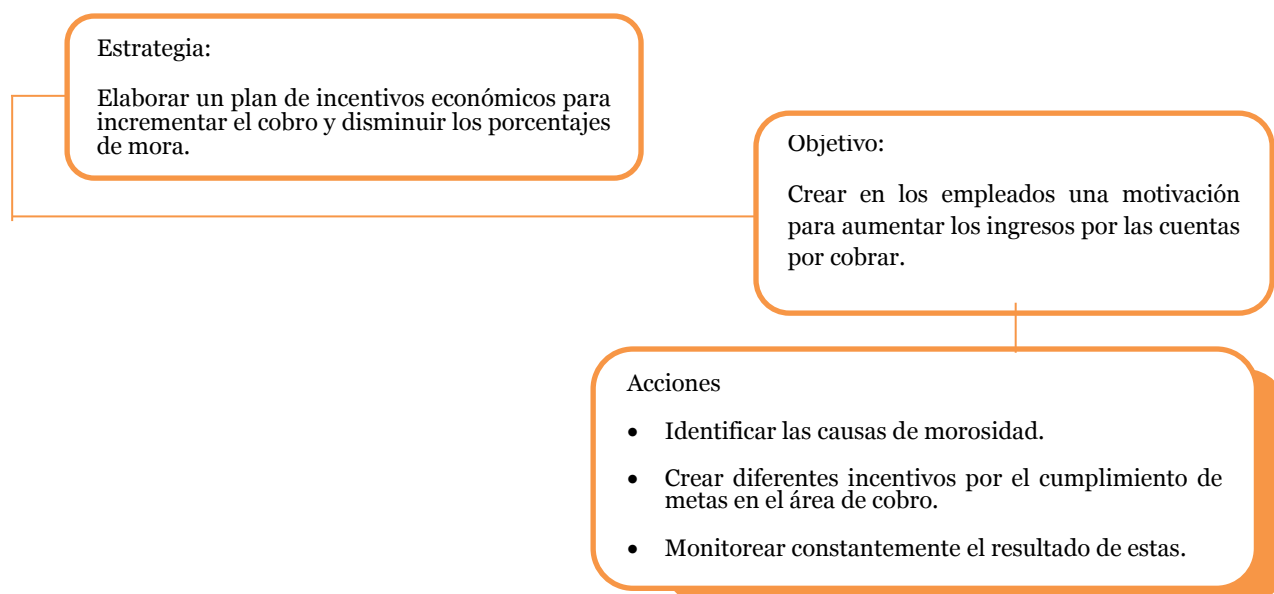 Estrategia:
Elaborar un plan de incentivos económicos para
incrementar el cobro y disminuir los porcentajes
de mora.
Objetivo:
Crear en los empleados una motivación
para aumentar los ingresos por las cuentas
por cobrar.
Acciones
• Identificar las causas de morosidad.
• Crear diferentes incentivos por el cumplimiento de
metas en el área de cobro.
• Monitorear constantemente el resultado de estas.